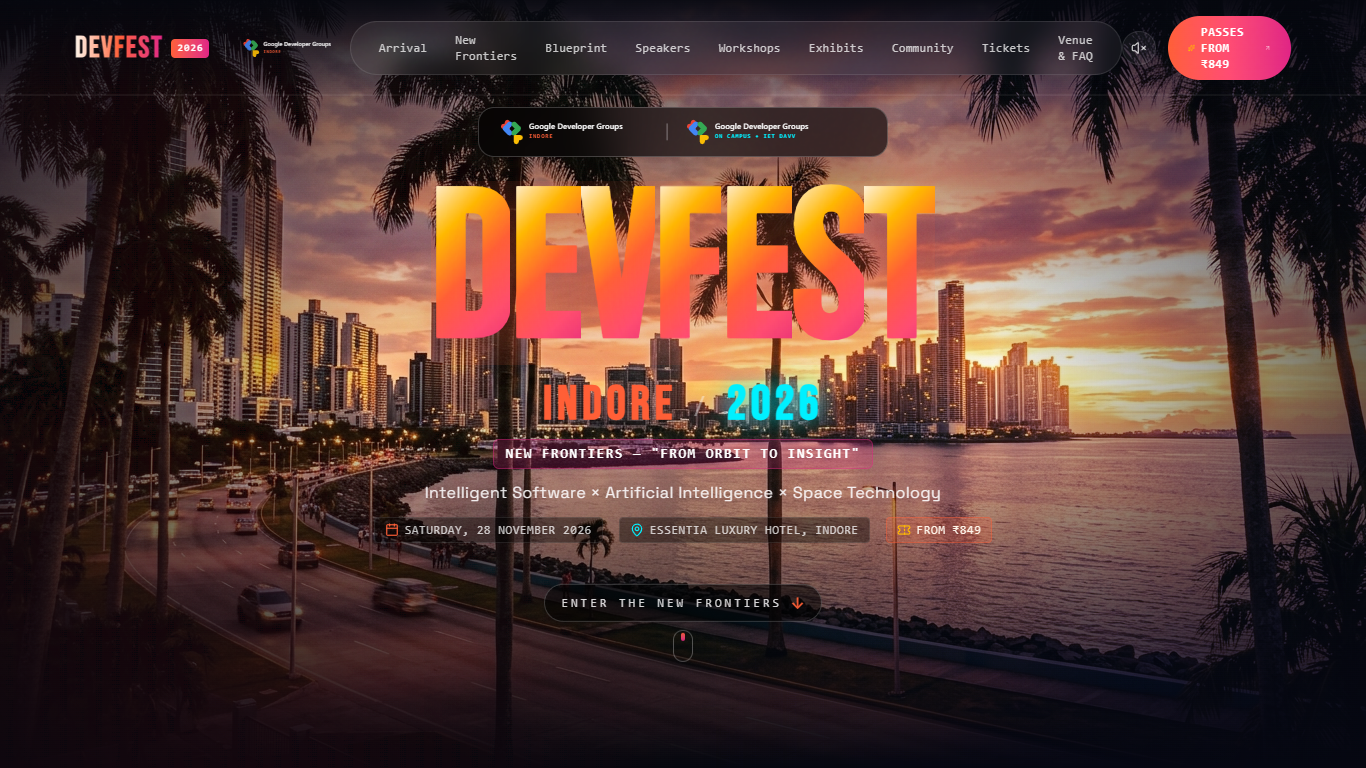 DEVFEST 2026
Google Developer Groups
INDORE
Arrival
New
Frontiers
Blueprint
Speakers
Workshops
Exhibits
Community
Tickets
Venue
& FAQ
PASSES
FROM
₹849
Google Developer Groups
INDORE
Google Developer Groups
ON CAMPUS • IET DAVV
DEVFEST
INDORE 2026
NEW FRONTIERS — "FROM ORBIT TO INSIGHT"
Intelligent Software × Artificial Intelligence × Space Technology
SATURDAY, 28 NOVEMBER 2026
ESSENTIA LUXURY HOTEL, INDORE
FROM ₹849
ENTER THE NEW FRONTIERS